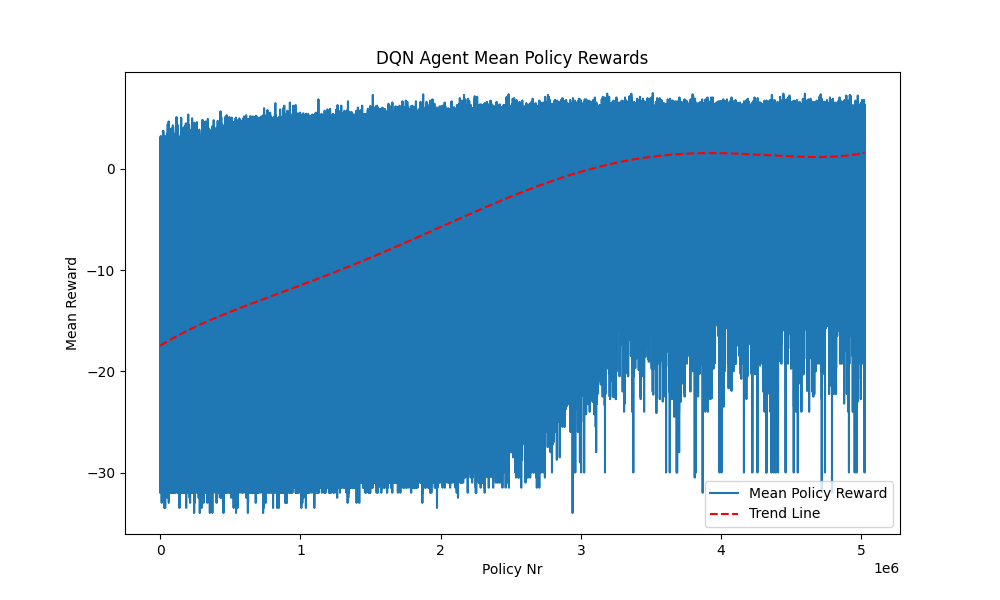 DQN Agent Mean Policy Rewards
Mean Reward
0
−10
−20
−30
0
1
2
3
4
5
1e6
Policy Nr
Mean Policy Reward
Trend Line